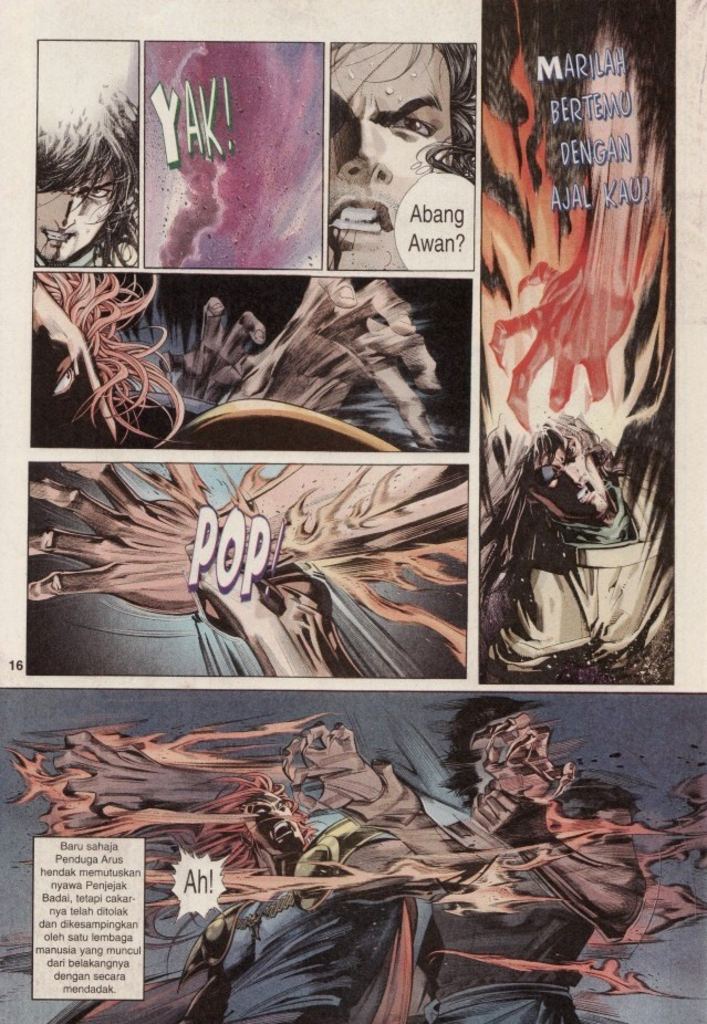 YAK!
Abang
Awan?
MARILAH
BERTEMU
DENGAN
AJAL KAU!
POP!
16
Baru sahaja
Penduga Arus
hendak memutuskan
nyawa Penjejak
Badai, tetapi cakar-
nya telah ditolak
dan dikesampingkan
oleh satu lembaga
manusia yang muncul
dari belakangnya
dengan secara
mendadak.
Ah!